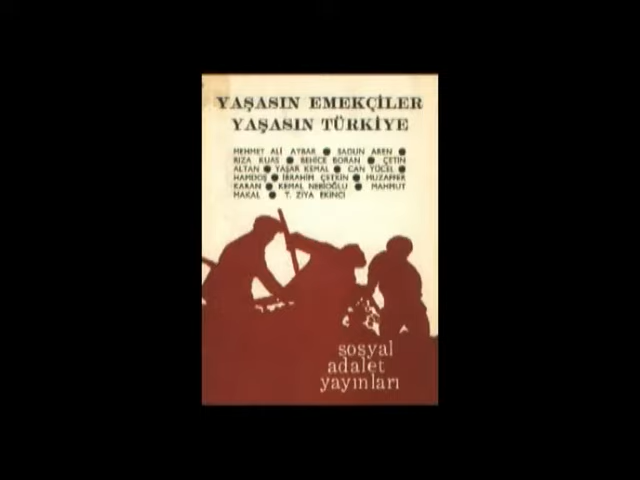 YAŞASIN EMEKÇİLER
YAŞASIN TÜRKİYE
MEHMET ALİ AYBAR ● SADUN AREN ●
RIZA KUAS ● BEHİCE BORAN ● ÇETİN
ALTAN ● YAŞAR KEMAL ● CAN YÜCEL ●
HAMDOŞ ● İBRAHİM ÇETKİN ● MUZAFFER
KARAN ● KEMAL NEBİOĞLU ● MAHMUT
MAKAL ● T. ZİYA EKİNCİ
sosyal
adalet
yayınları